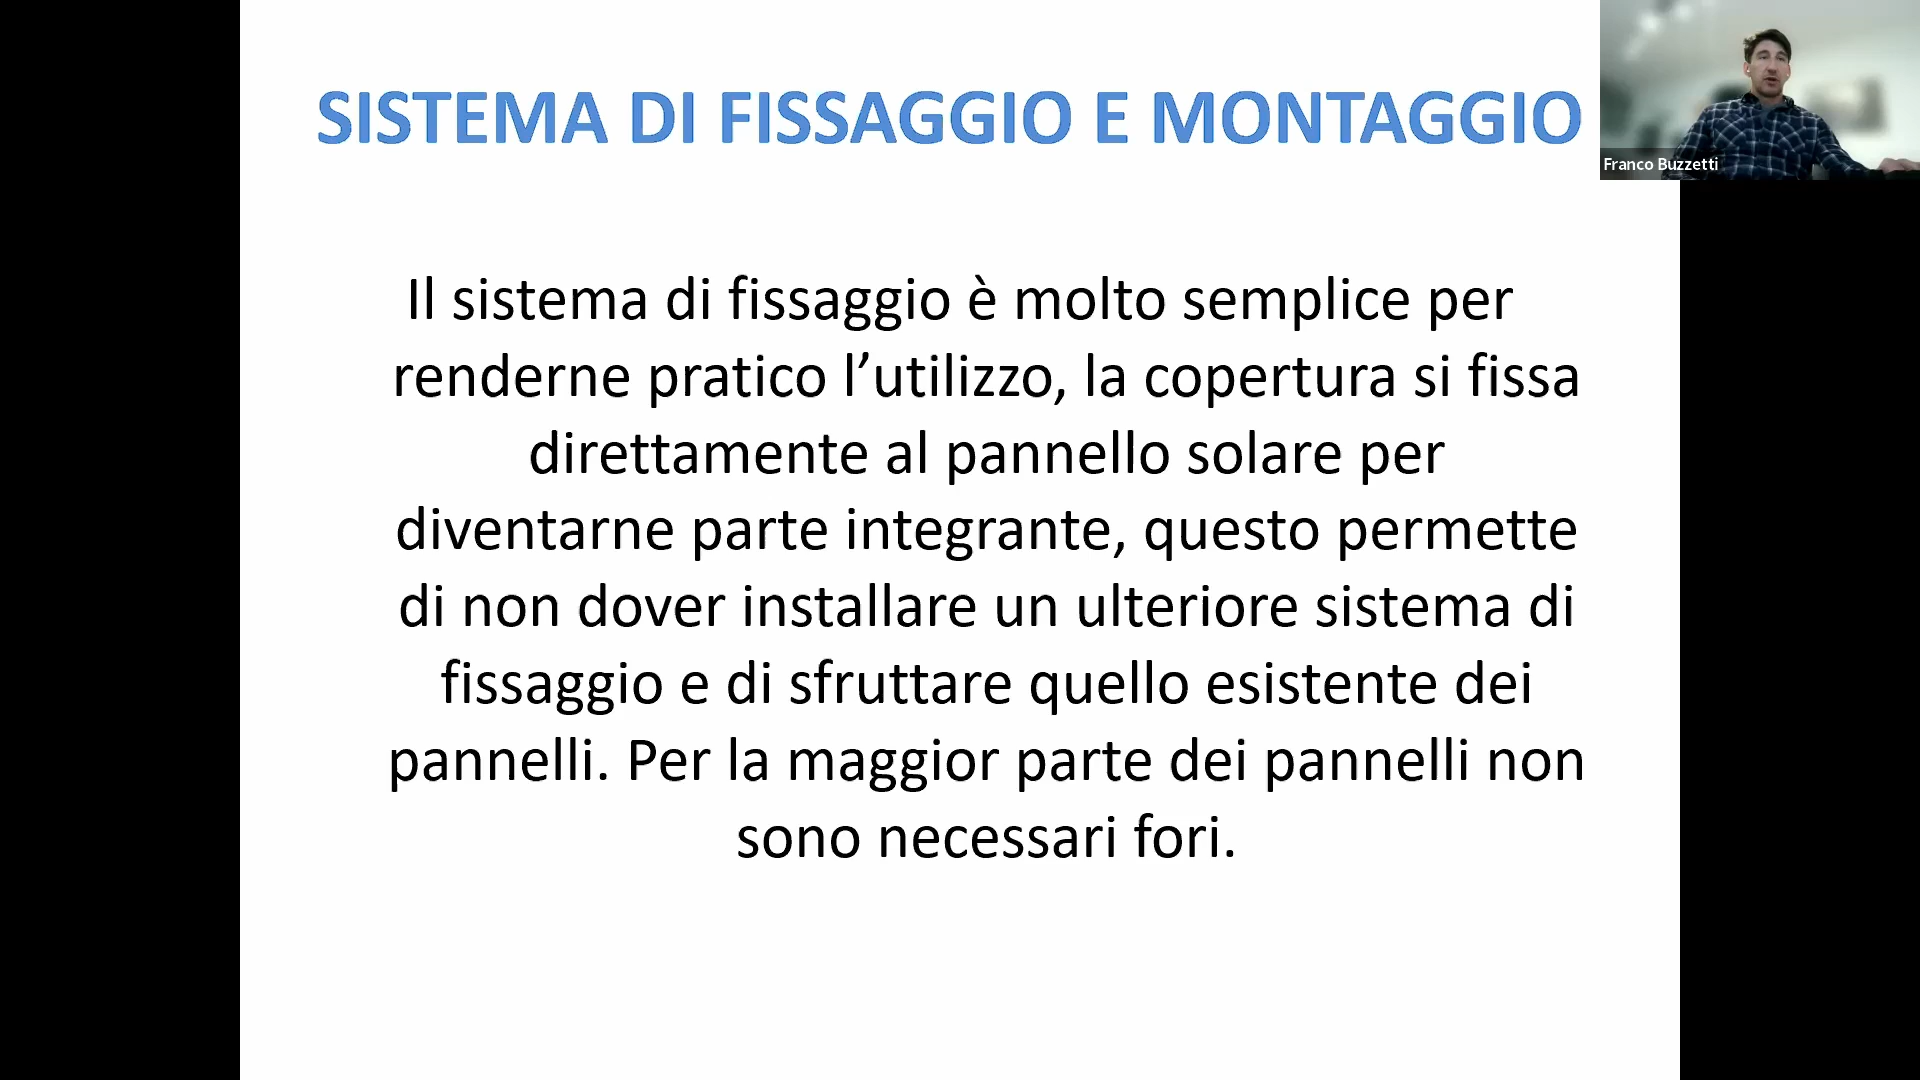 SISTEMA DI FISSAGGIO E MONTAGGIO
Franco Buzzetti
Il sistema di fissaggio è molto semplice per
renderne pratico l’utilizzo, la copertura si fissa
direttamente al pannello solare per
diventarne parte integrante, questo permette
di non dover installare un ulteriore sistema di
fissaggio e di sfruttare quello esistente dei
pannelli. Per la maggior parte dei pannelli non
sono necessari fori.